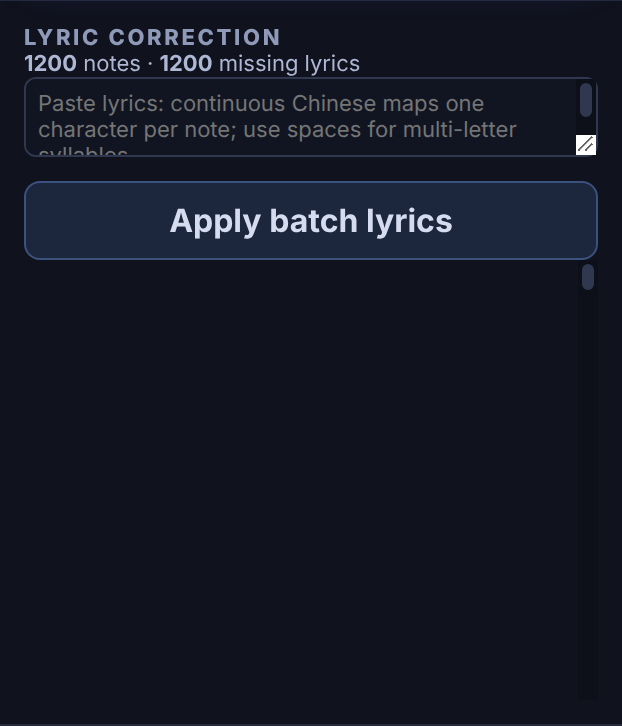 LYRIC CORRECTION
1200 notes · 1200 missing lyrics
Paste lyrics: continuous Chinese maps one
character per note; use spaces for multi-letter
syllables
Apply batch lyrics